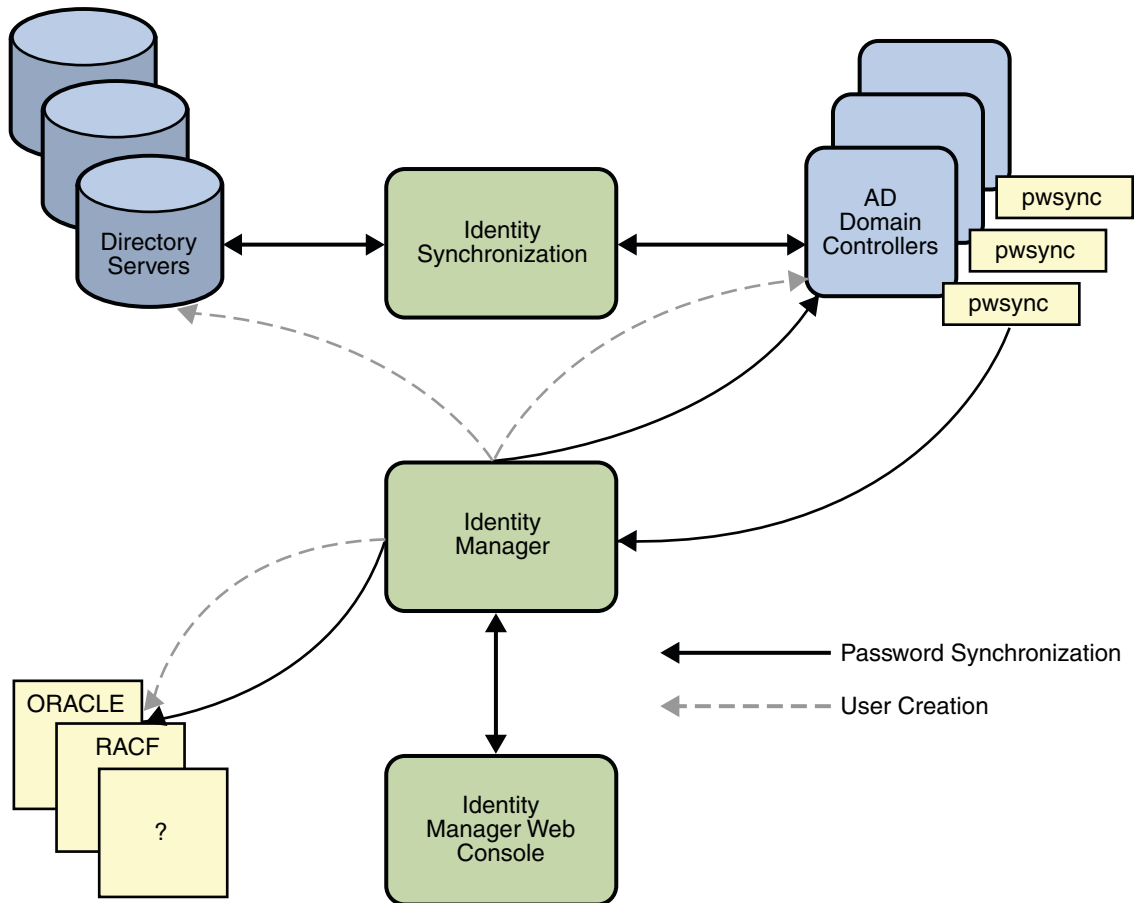 Directory
Servers
Identity
Synchronization
AD
Domain
Controllers
pwsync
pwsync
pwsync
Identity
Manager
Password Synchronization
User Creation
ORACLE
RACF
?
Identity
Manager Web
Console